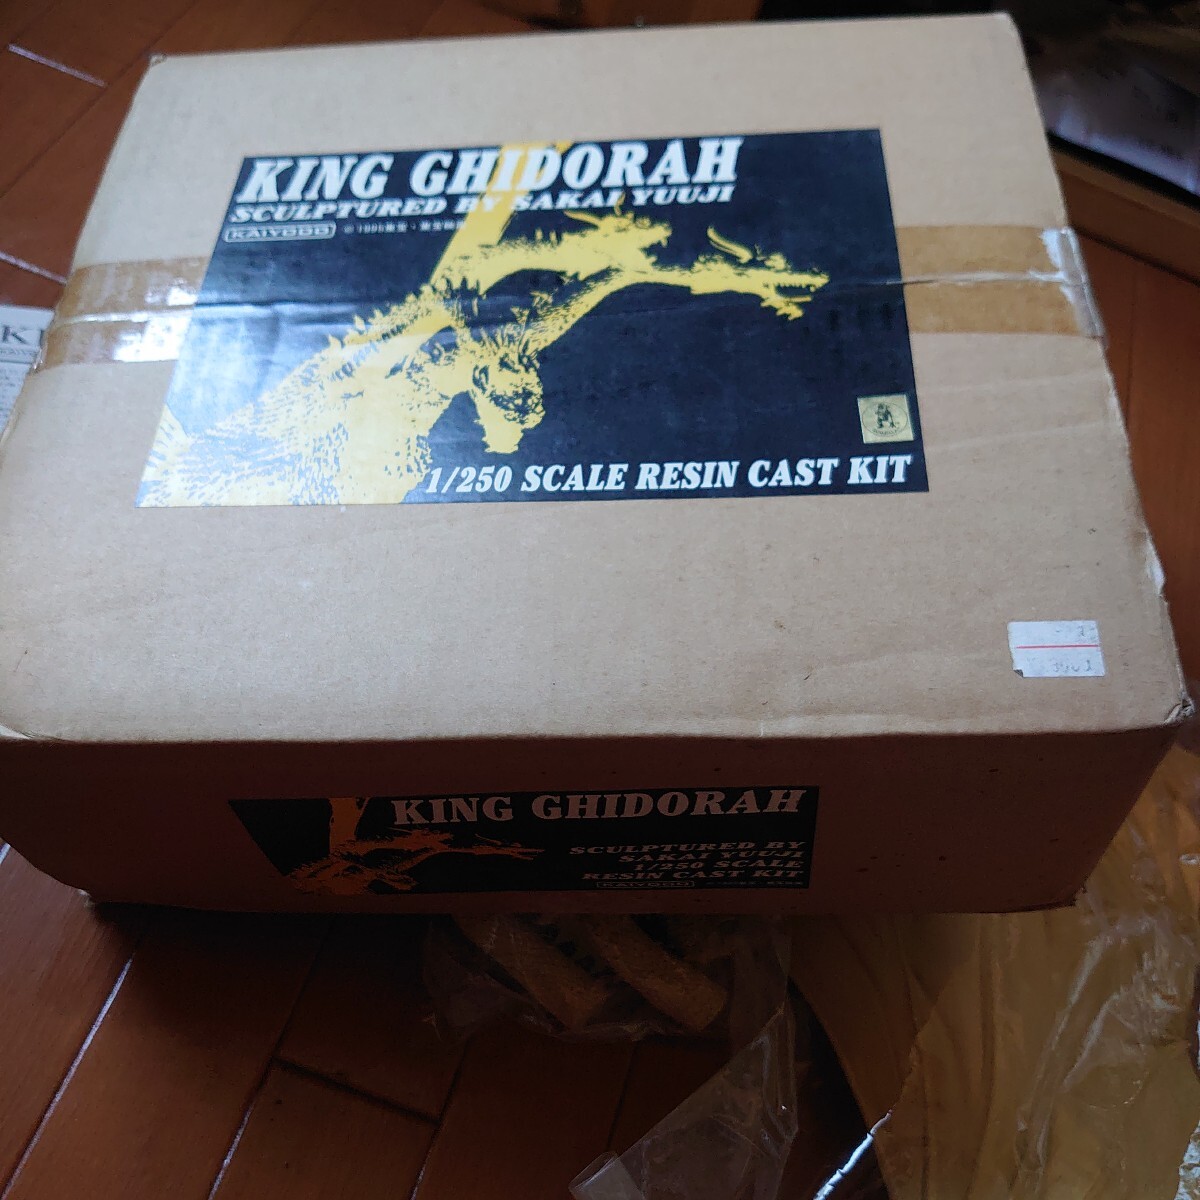 KING GHIDORAH
SCULPTURED BY SAKAI YUUJI
KAIYODO
1/250 SCALE RESIN CAST KIT
KING GHIDORAH
SCULPTURED BY
SAKAI YUUJI
1/250 SCALE
RESIN CAST KIT
KAIYODO